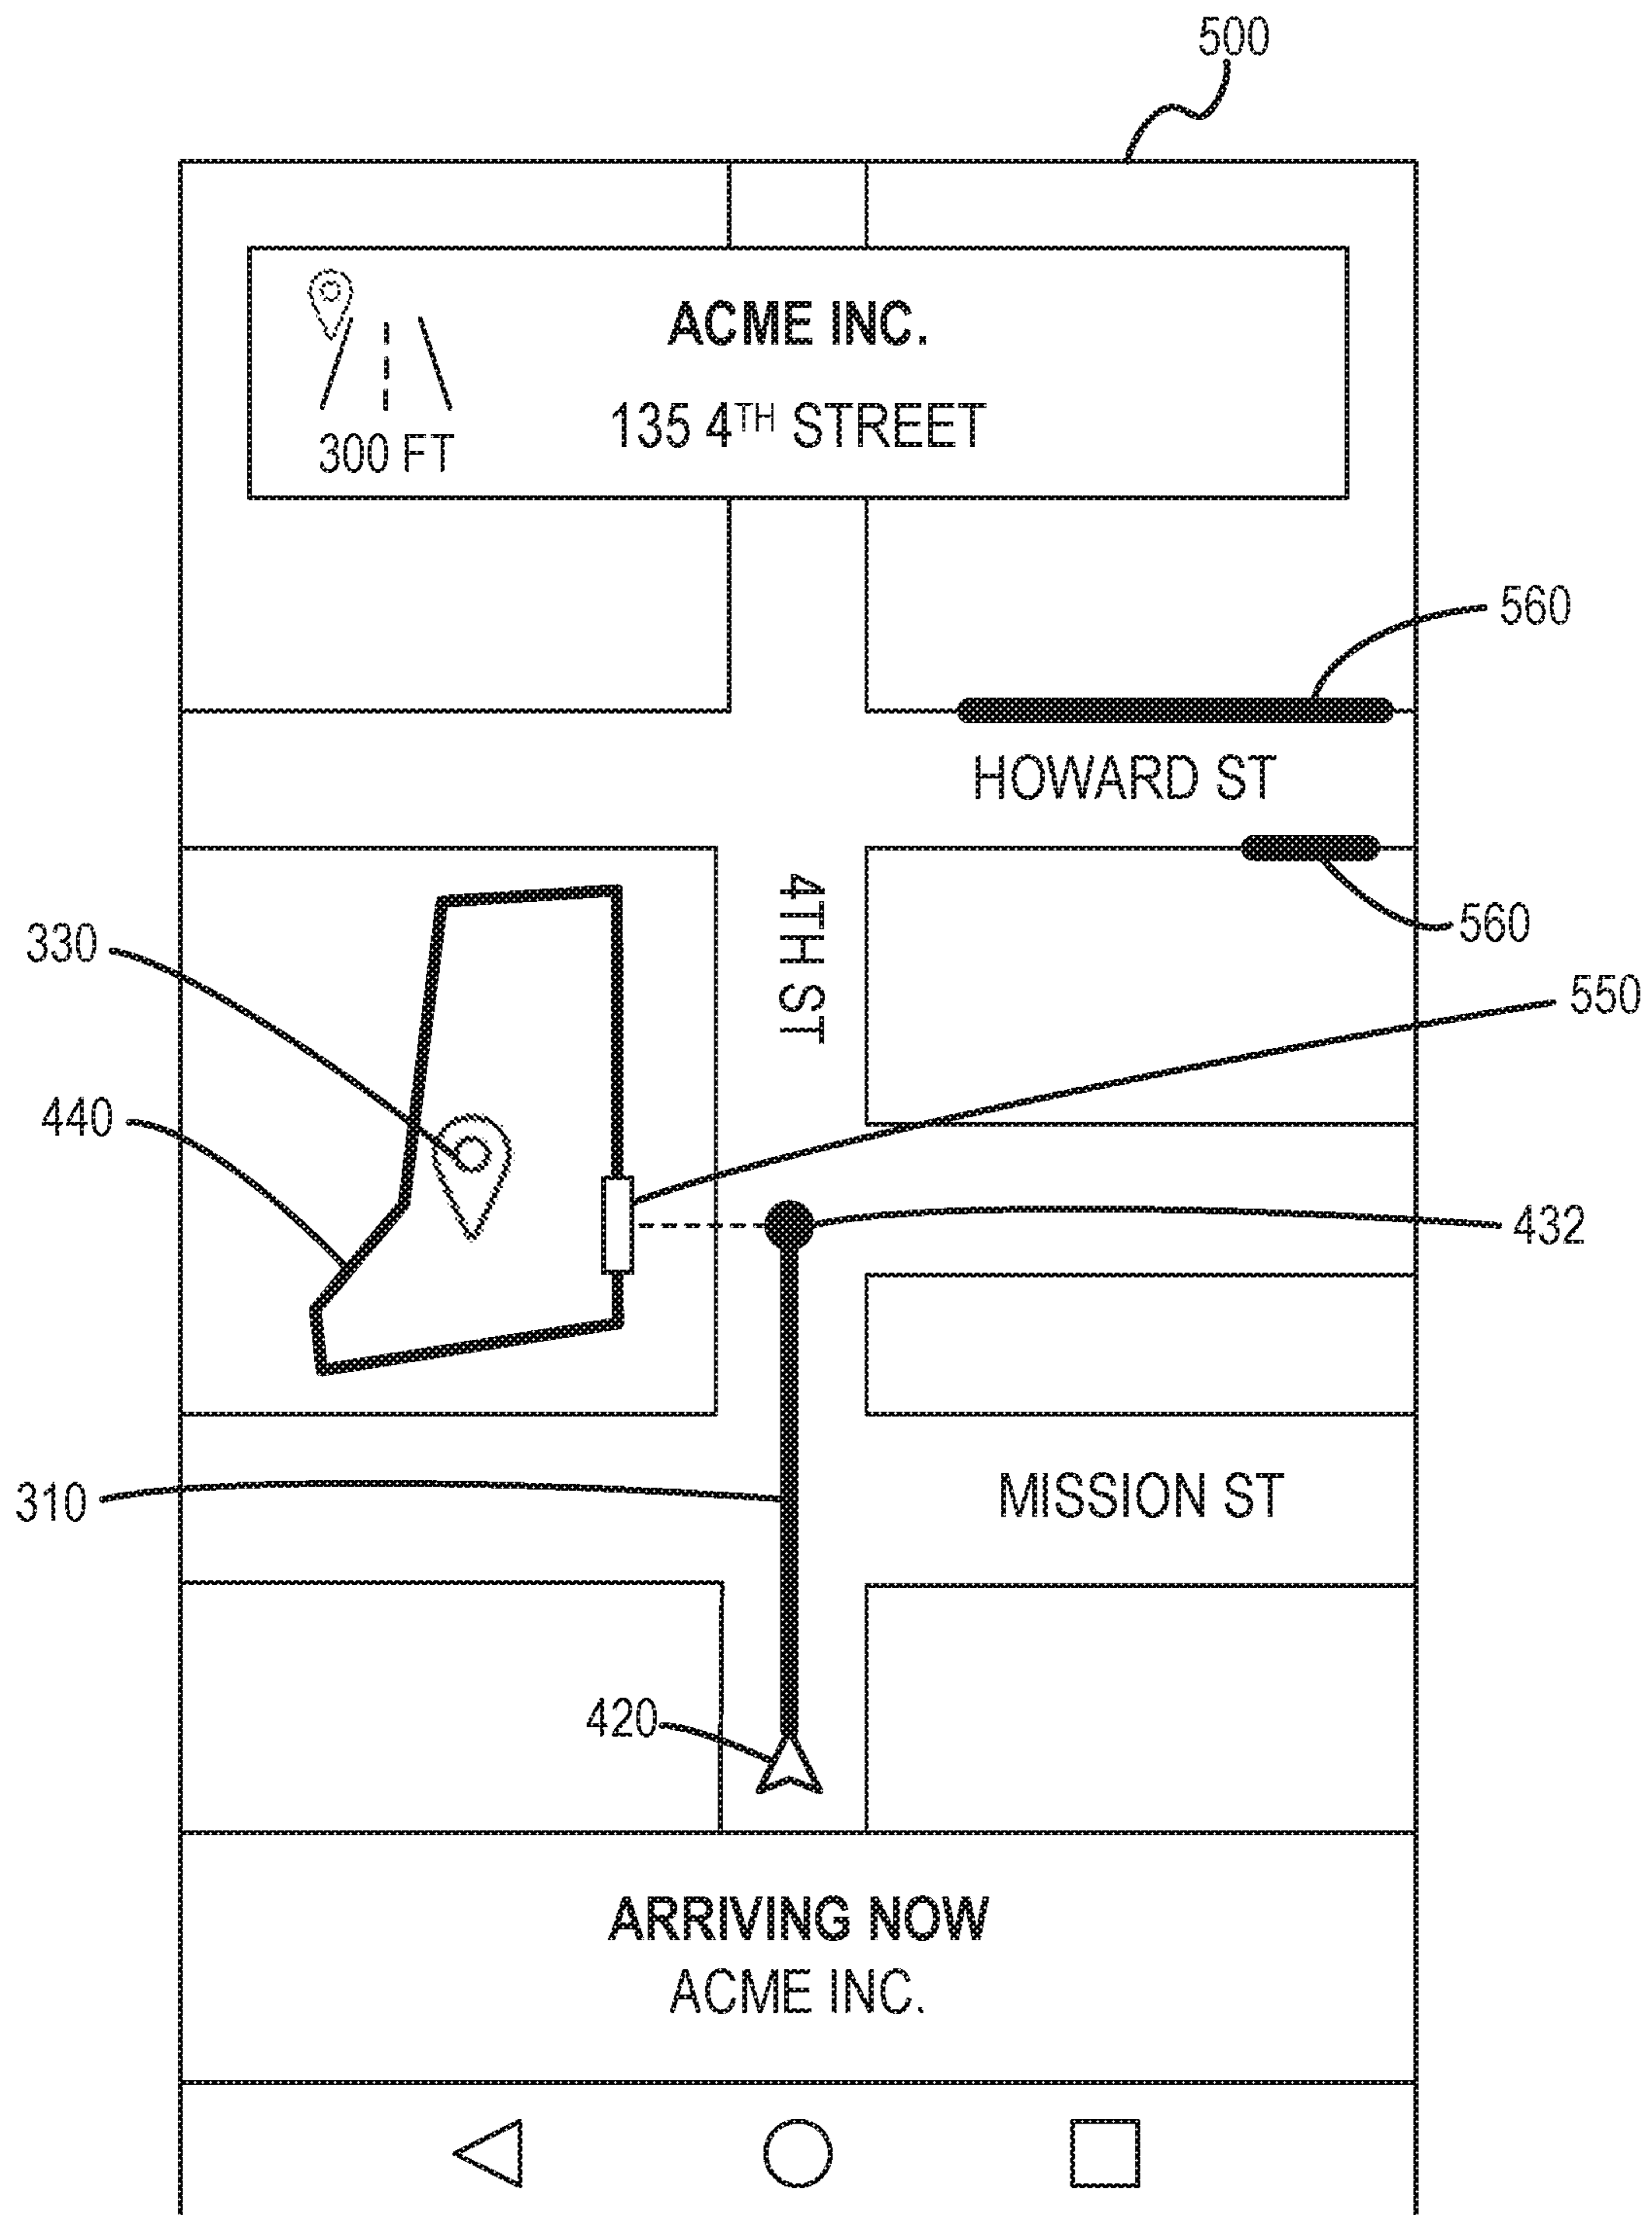 500
ACME INC.
135 4TH STREET
300 FT
560
HOWARD ST
560
4TH ST
330
550
440
432
310
MISSION ST
420
ARRIVING NOW
ACME INC.